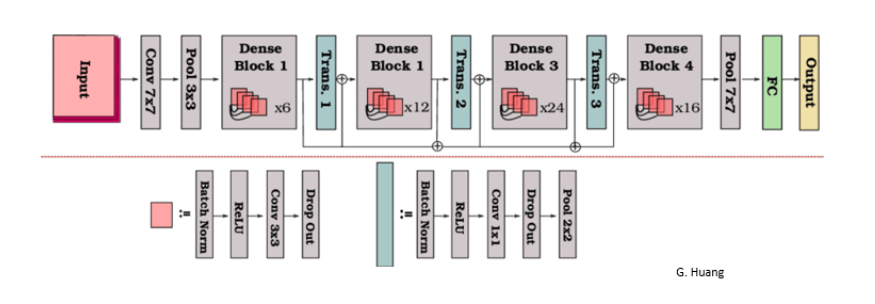 Input
Conv 7x7
Pool 3x3
Dense
Block 1
x6
Trans. 1
Dense
Block 1
x12
Trans. 2
Dense
Block 3
x24
Trans. 3
Dense
Block 4
x16
Pool 7x7
FC
Output
:=
Batch Norm
ReLU
Conv 3x3
Drop Out
:=
Batch Norm
ReLU
Conv 1x1
Drop Out
Pool 2x2
G. Huang